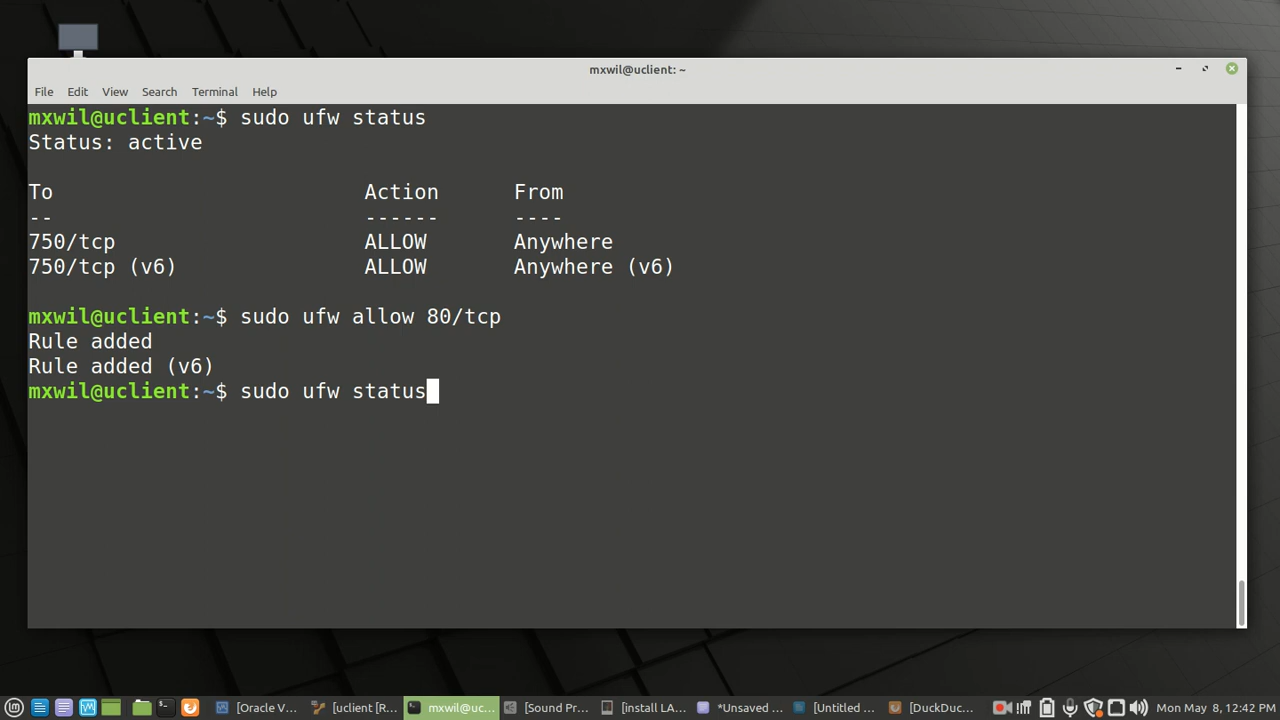 mxwil@uclient: ~
File Edit View Search Terminal Help
mxwil@uclient:~$ sudo ufw status
Status: active
To                         Action      From
--                         ------      ----
750/tcp                    ALLOW       Anywhere
750/tcp (v6)               ALLOW       Anywhere (v6)
mxwil@uclient:~$ sudo ufw allow 80/tcp
Rule added
Rule added (v6)
mxwil@uclient:~$ sudo ufw status
[Oracle V... [uclient [R... mxwil@uc... [Sound Pr... [install LA... *Unsaved ... [Untitled ... [DuckDuc... Mon May 8, 12:42 PM